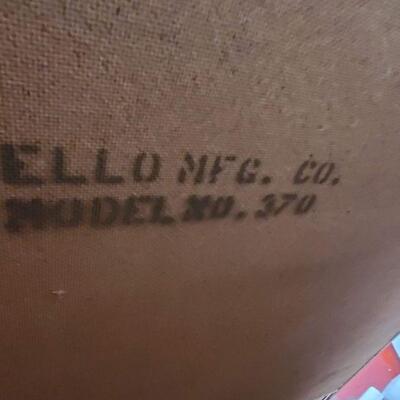 ELLO MFG. CO.
MODEL NO. 370